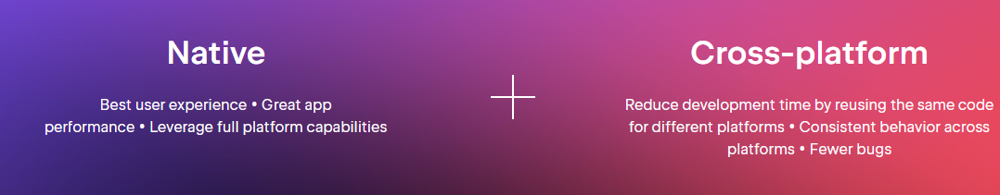 Native
Best user experience • Great app
performance • Leverage full platform capabilities
Cross-platform
Reduce development time by reusing the same code
for different platforms • Consistent behavior across
platforms • Fewer bugs